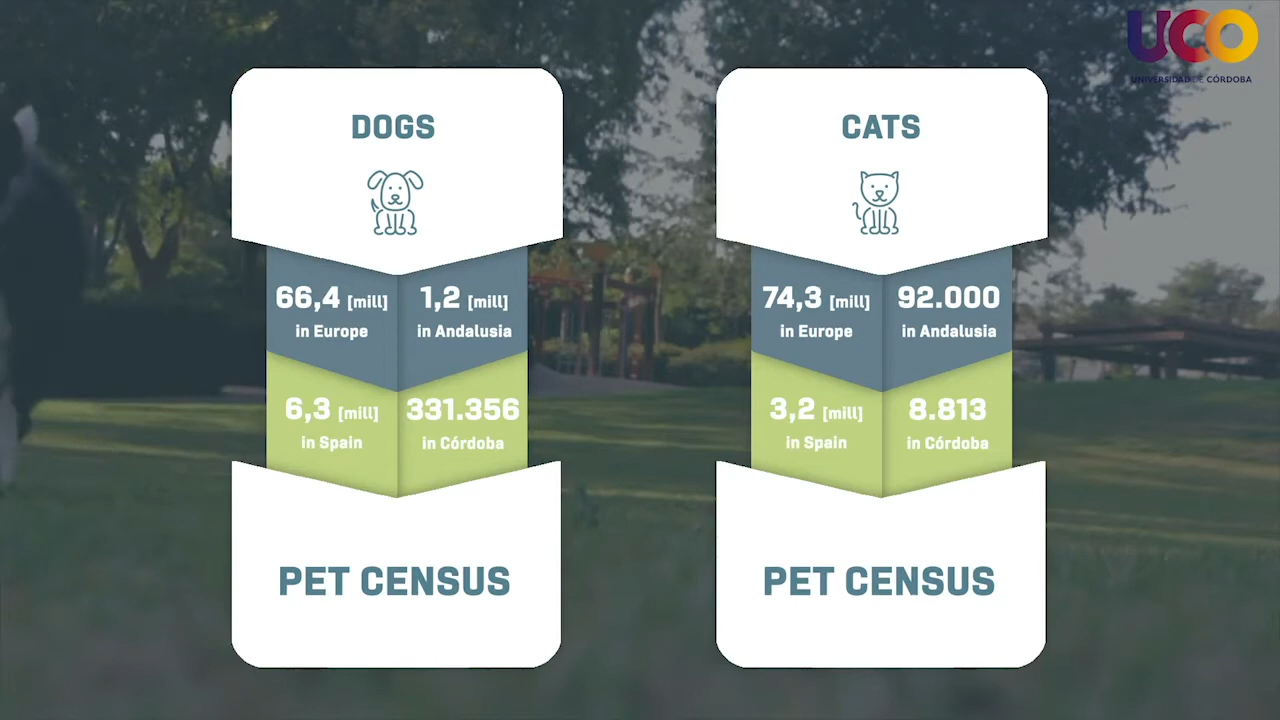 UCO
UNIVERSIDAD DE CÓRDOBA
DOGS
66,4 [mill]
in Europe
1,2 [mill]
in Andalusia
6,3 [mill]
in Spain
331.356
in Córdoba
PET CENSUS
CATS
74,3 [mill]
in Europe
92.000
in Andalusia
3,2 [mill]
in Spain
8.813
in Córdoba
PET CENSUS